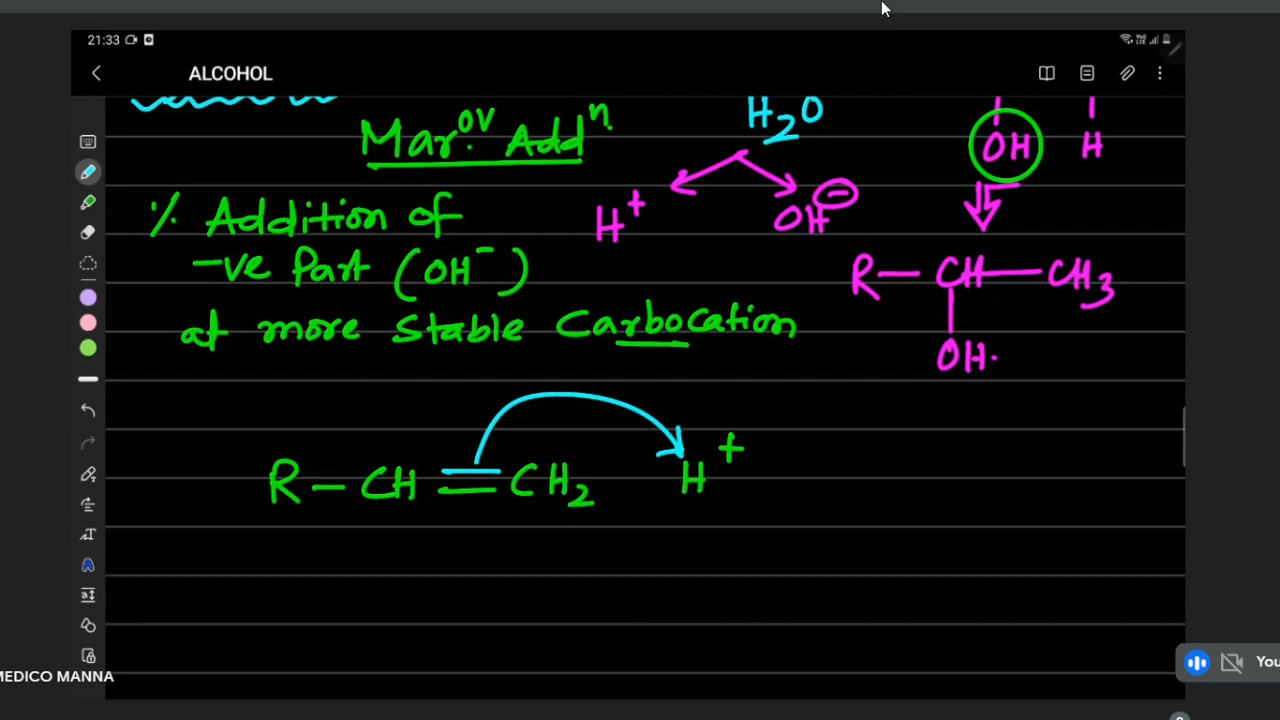 21:33
ALCOHOL
Mar.ov Addn.
H2O
OH H
% Addition of
H+ OH⊖
-ve Part (OH-)
R-CH-CH3
at more Stable Carbocation
OH.
R-CH=CH2 H+
MEDICO MANNA
You